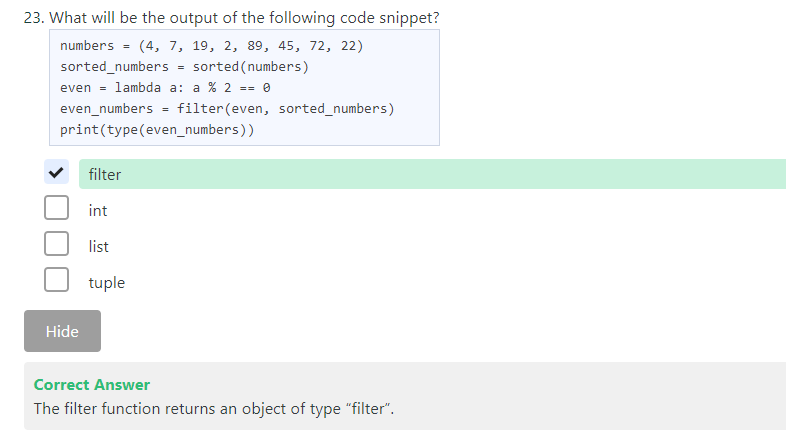 23. What will be the output of the following code snippet?
numbers = (4, 7, 19, 2, 89, 45, 72, 22)
sorted_numbers = sorted(numbers)
even = lambda a: a % 2 == 0
even_numbers = filter(even, sorted_numbers)
print(type(even_numbers))
filter
int
list
tuple
Hide
Correct Answer
The filter function returns an object of type “filter”.